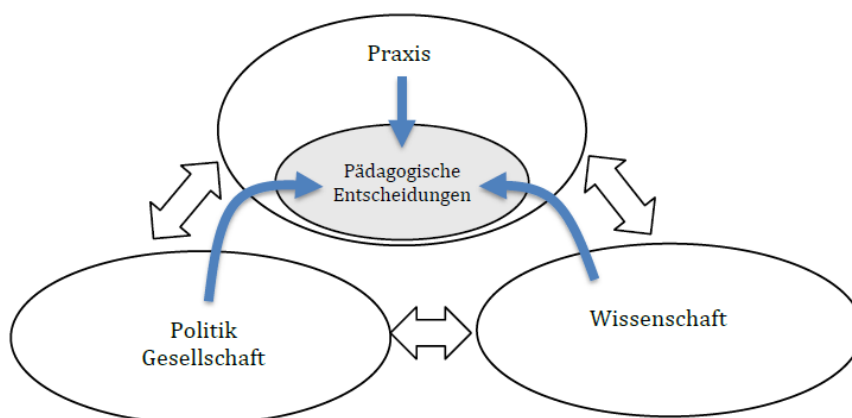 Praxis
Pädagogische
Entscheidungen
Politik
Gesellschaft
Wissenschaft